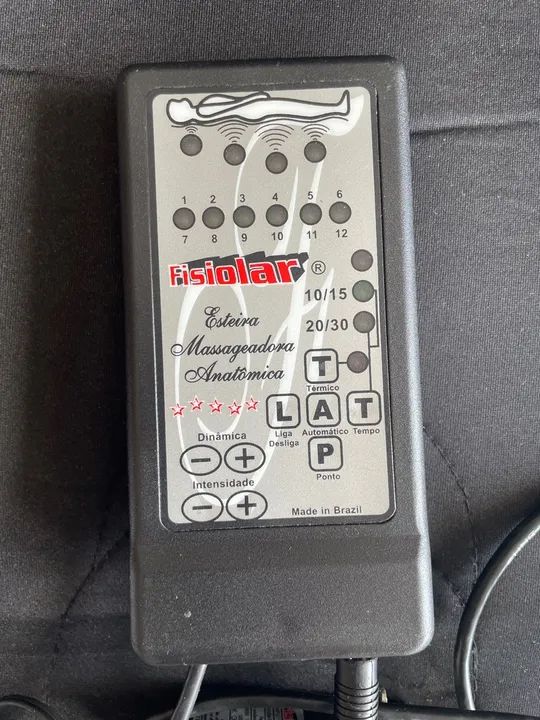 1 2 3 4 5 6
7 8 9 10 11 12
Fisiolar ®
10/15
20/30
Esteira
Massageadora
Anatômica
T
Térmico
L A T
Liga Desliga Automático Tempo
P
Ponto
Dinâmica
− +
Intensidade
− +
Made in Brazil